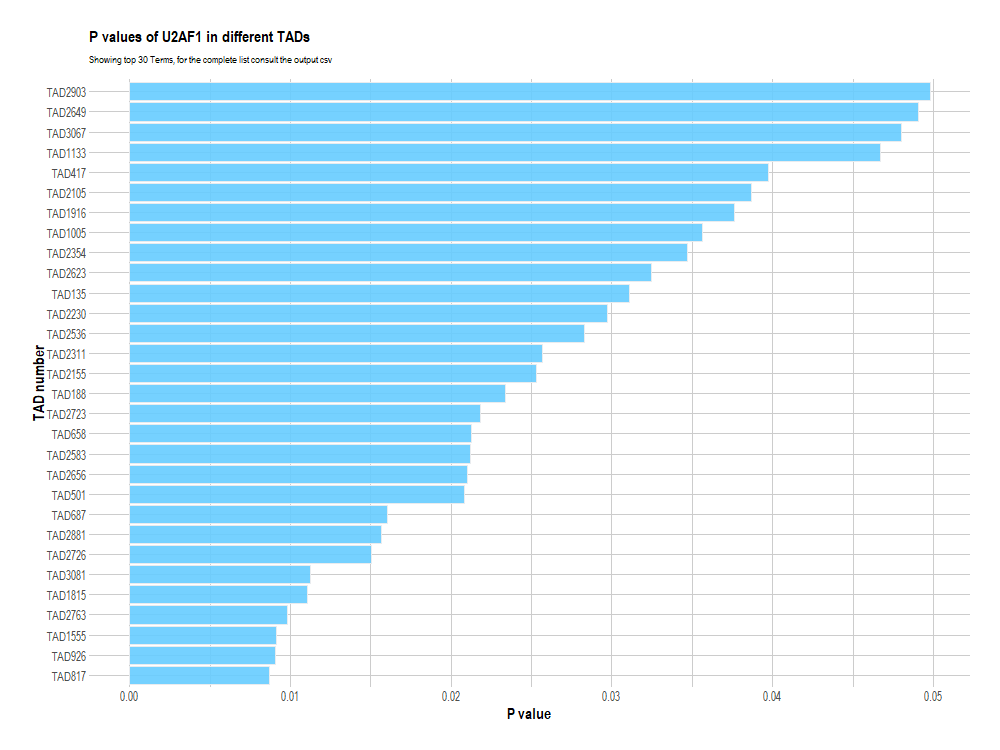 P values of U2AF1 in different TADs
Showing top 30 Terms, for the complete list consult the output csv
TAD number
TAD2903
TAD2649
TAD3067
TAD1133
TAD417
TAD2105
TAD1916
TAD1005
TAD2354
TAD2623
TAD135
TAD2230
TAD2536
TAD2311
TAD2155
TAD188
TAD2723
TAD658
TAD2583
TAD2656
TAD501
TAD687
TAD2881
TAD2726
TAD3081
TAD1815
TAD2763
TAD1555
TAD926
TAD817
0.00 0.01 0.02 0.03 0.04 0.05
P value